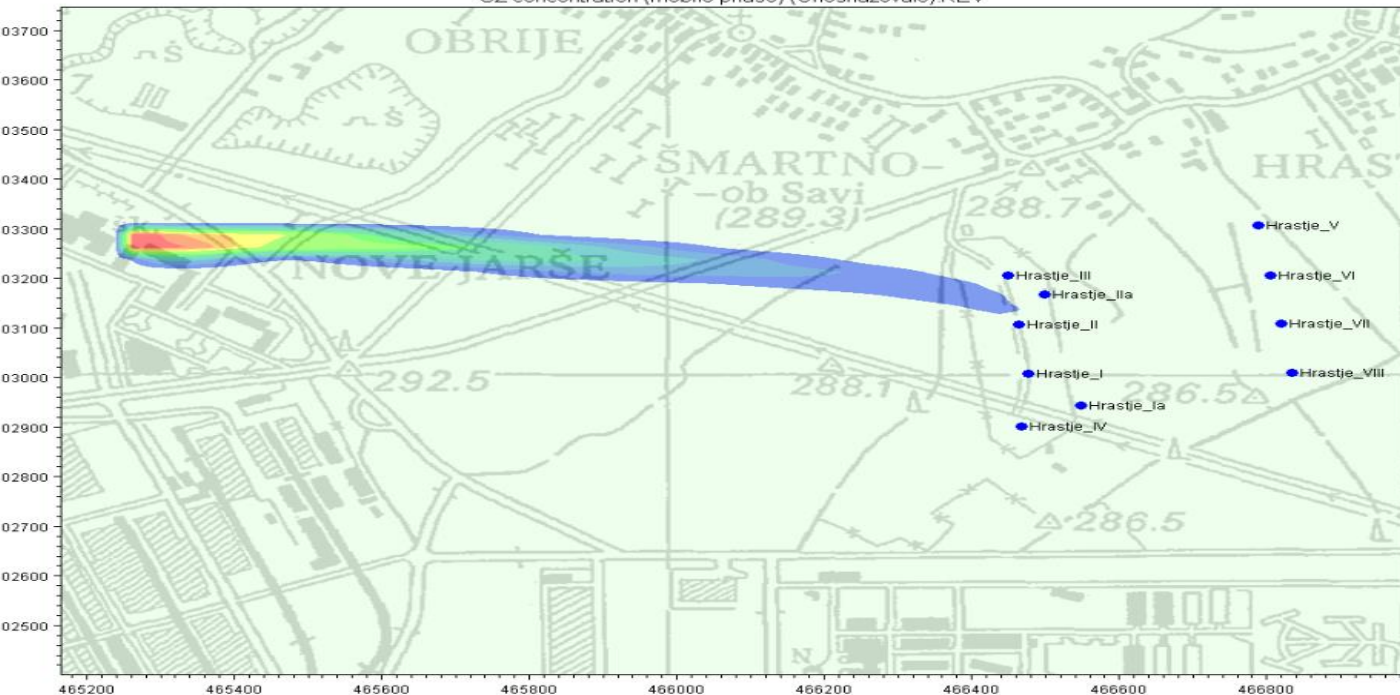 03700
OBRIJE
Š
03600
03500
Š
03400
ŠMARTNO-
HRAS
-ob Savi
03300
(289.3)
288.7
Hrastje_V
NOVE JARŠE
03200
Hrastje_III
Hrastje_VI
Hrastje_IIa
03100
Hrastje_II
Hrastje_VII
03000
292.5
288.1
Hrastje_I
286.5
Hrastje_VIII
Hrastje_Ia
02900
Hrastje_IV
02800
02700
286.5
02600
02500
N
465200 465400 465600 465800 466000 466200 466400 466600 466800